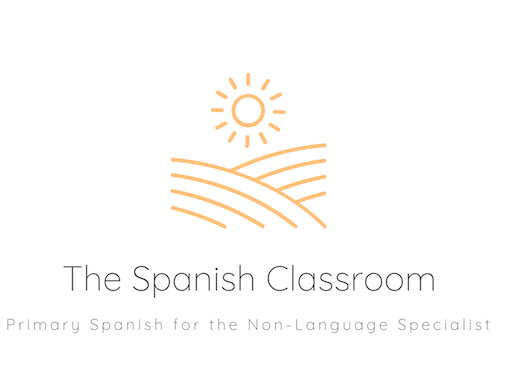 The Spanish Classroom
Primary Spanish for the Non-Language Specialist